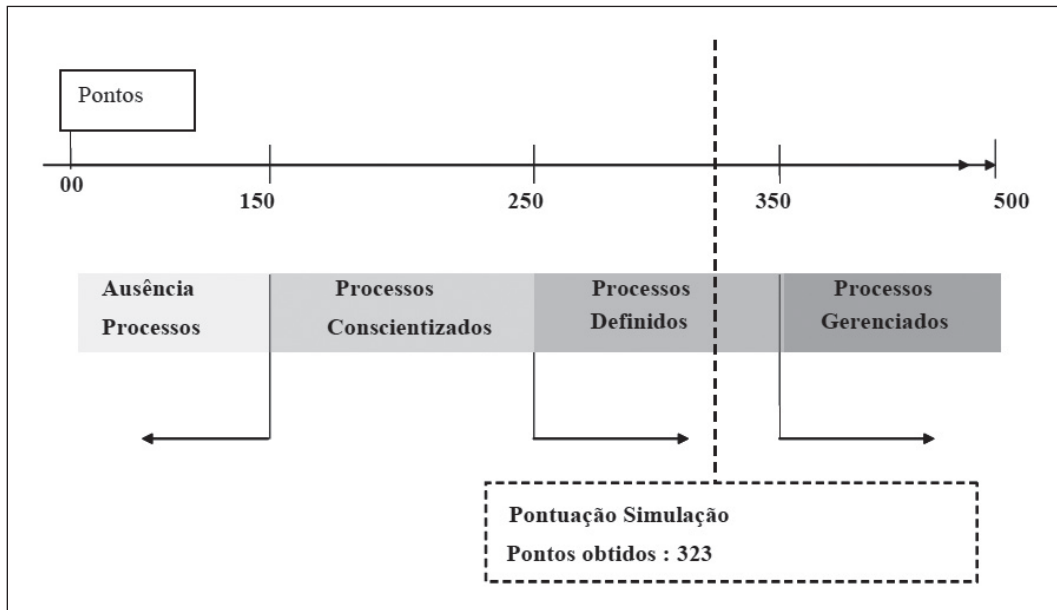 Pontos
00
150
250
350
500
Ausência
Processos
Processos
Conscientizados
Processos
Definidos
Processos
Gerenciados
Pontuação Simulação
Pontos obtidos : 323